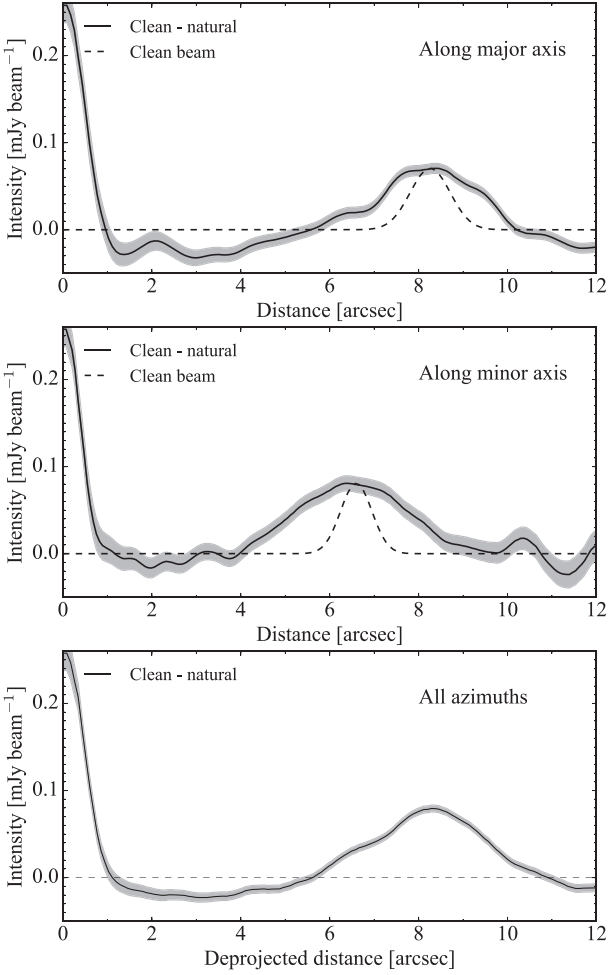 Clean - natural
Clean beam
Along major axis
Intensity [mJy beam⁻¹]
0.2
0.1
0.0
0 2 4 6 8 10 12
Distance [arcsec]
Clean - natural
Clean beam
Along minor axis
Intensity [mJy beam⁻¹]
0.2
0.1
0.0
0 2 4 6 8 10 12
Distance [arcsec]
Clean - natural
All azimuths
Intensity [mJy beam⁻¹]
0.2
0.1
0.0
0 2 4 6 8 10 12
Deprojected distance [arcsec]